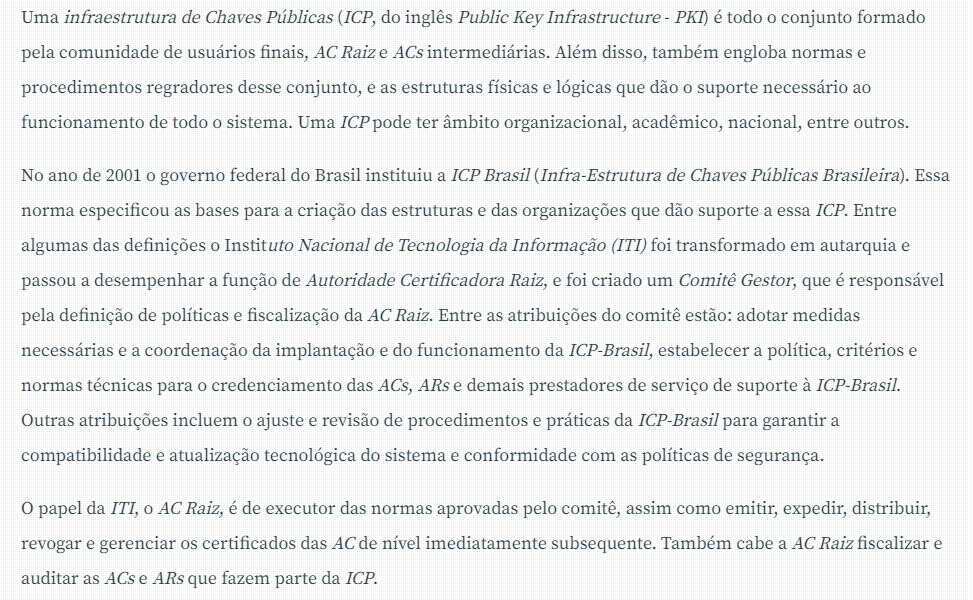 Uma infraestrutura de Chaves Públicas (ICP, do inglês Public Key Infrastructure - PKI) é todo o conjunto formado
pela comunidade de usuários finais, AC Raiz e ACs intermediárias. Além disso, também engloba normas e
procedimentos regradores desse conjunto, e as estruturas físicas e lógicas que dão o suporte necessário ao
funcionamento de todo o sistema. Uma ICP pode ter âmbito organizacional, acadêmico, nacional, entre outros.
No ano de 2001 o governo federal do Brasil instituiu a ICP Brasil (Infra-Estrutura de Chaves Públicas Brasileira). Essa
norma especificou as bases para a criação das estruturas e das organizações que dão suporte a essa ICP. Entre
algumas das definições o Instituto Nacional de Tecnologia da Informação (ITI) foi transformado em autarquia e
passou a desempenhar a função de Autoridade Certificadora Raiz, e foi criado um Comitê Gestor, que é responsável
pela definição de políticas e fiscalização da AC Raiz. Entre as atribuições do comitê estão: adotar medidas
necessárias e a coordenação da implantação e do funcionamento da ICP-Brasil, estabelecer a política, critérios e
normas técnicas para o credenciamento das ACs, ARs e demais prestadores de serviço de suporte à ICP-Brasil.
Outras atribuições incluem o ajuste e revisão de procedimentos e práticas da ICP-Brasil para garantir a
compatibilidade e atualização tecnológica do sistema e conformidade com as políticas de segurança.
O papel da ITI, o AC Raiz, é de executor das normas aprovadas pelo comitê, assim como emitir, expedir, distribuir,
revogar e gerenciar os certificados das AC de nível imediatamente subsequente. Também cabe a AC Raiz fiscalizar e
auditar as ACs e ARs que fazem parte da ICP.